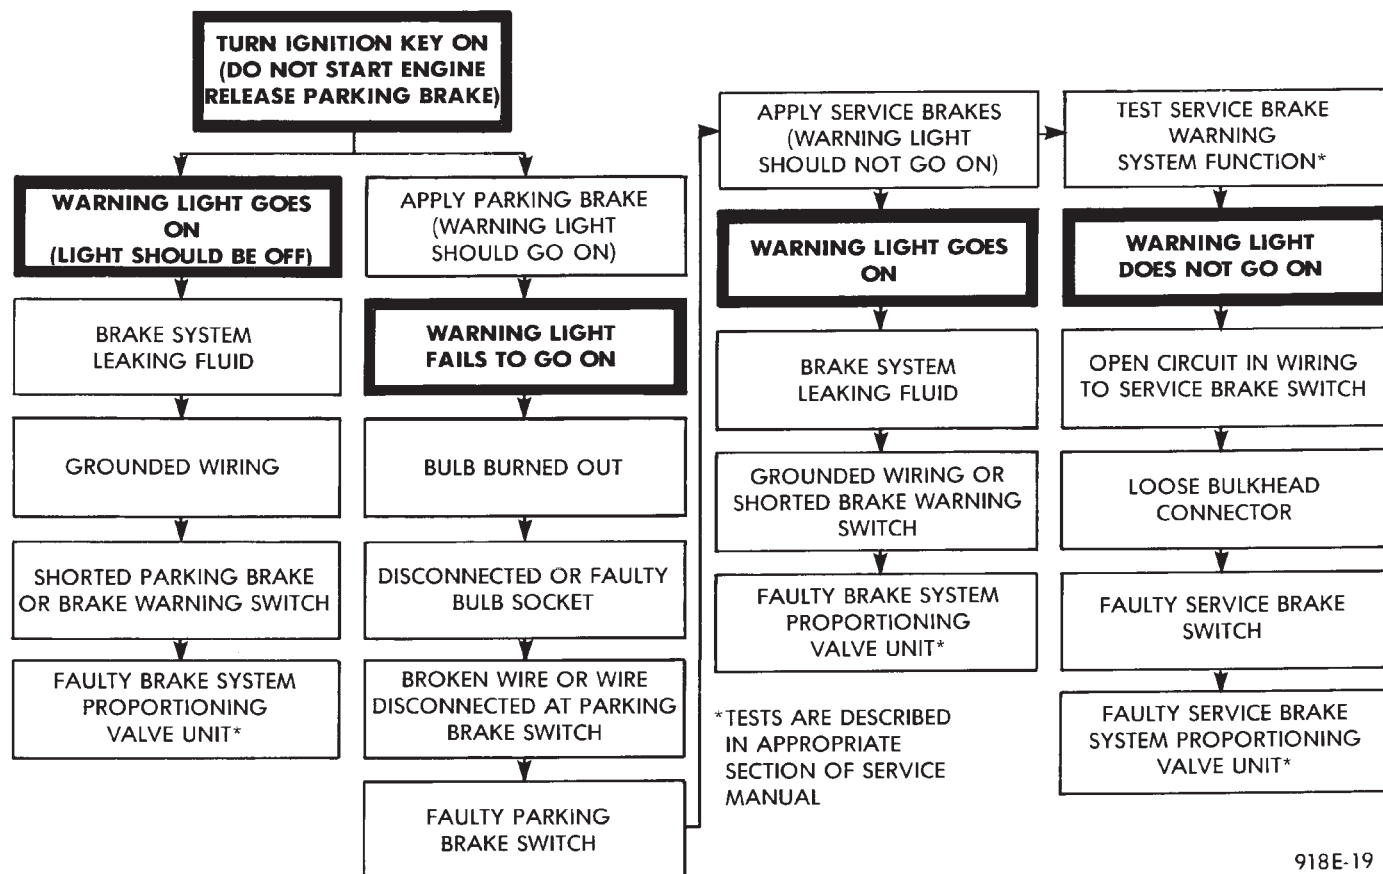 TURN IGNITION KEY ON
(DO NOT START ENGINE
RELEASE PARKING BRAKE)
WARNING LIGHT GOES
ON
(LIGHT SHOULD BE OFF)
BRAKE SYSTEM
LEAKING FLUID
GROUNDED WIRING
SHORTED PARKING BRAKE
OR BRAKE WARNING SWITCH
FAULTY BRAKE SYSTEM
PROPORTIONING
VALVE UNIT*
APPLY PARKING BRAKE
(WARNING LIGHT
SHOULD GO ON)
WARNING LIGHT
FAILS TO GO ON
BULB BURNED OUT
DISCONNECTED OR FAULTY
BULB SOCKET
BROKEN WIRE OR WIRE
DISCONNECTED AT PARKING
BRAKE SWITCH
FAULTY PARKING
BRAKE SWITCH
APPLY SERVICE BRAKES
(WARNING LIGHT
SHOULD NOT GO ON)
WARNING LIGHT GOES
ON
BRAKE SYSTEM
LEAKING FLUID
GROUNDED WIRING OR
SHORTED BRAKE WARNING
SWITCH
FAULTY BRAKE SYSTEM
PROPORTIONING
VALVE UNIT*
*TESTS ARE DESCRIBED
IN APPROPRIATE
SECTION OF SERVICE
MANUAL
TEST SERVICE BRAKE
WARNING
SYSTEM FUNCTION*
WARNING LIGHT
DOES NOT GO ON
OPEN CIRCUIT IN WIRING
TO SERVICE BRAKE SWITCH
LOOSE BULKHEAD
CONNECTOR
FAULTY SERVICE BRAKE
SWITCH
FAULTY SERVICE BRAKE
SYSTEM PROPORTIONING
VALVE UNIT*
918E-19